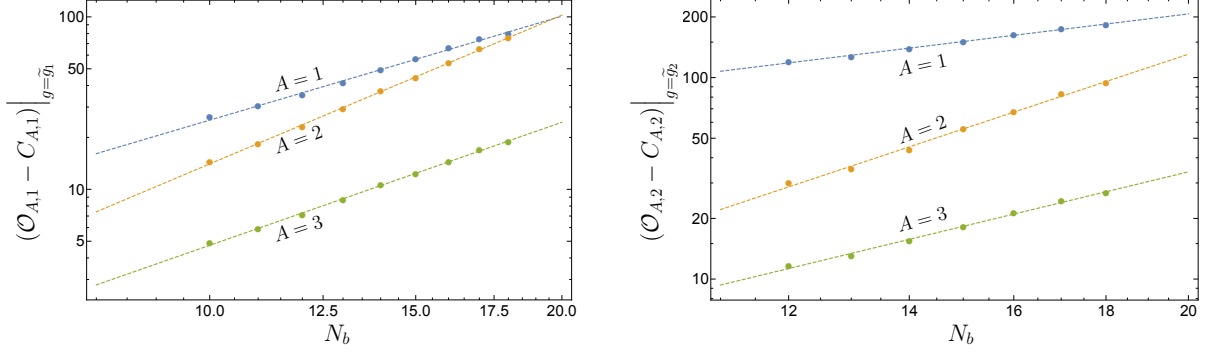 (𝒪_{A,1} − C_{A,1})|_{g=g̃_1}
100
50
10
5
A = 1
A = 2
A = 3
10.0 12.5 15.0 17.5 20.0
N_b
(𝒪_{A,2} − C_{A,2})|_{g=g̃_2}
200
100
50
20
10
A = 1
A = 2
A = 3
12 14 16 18 20
N_b